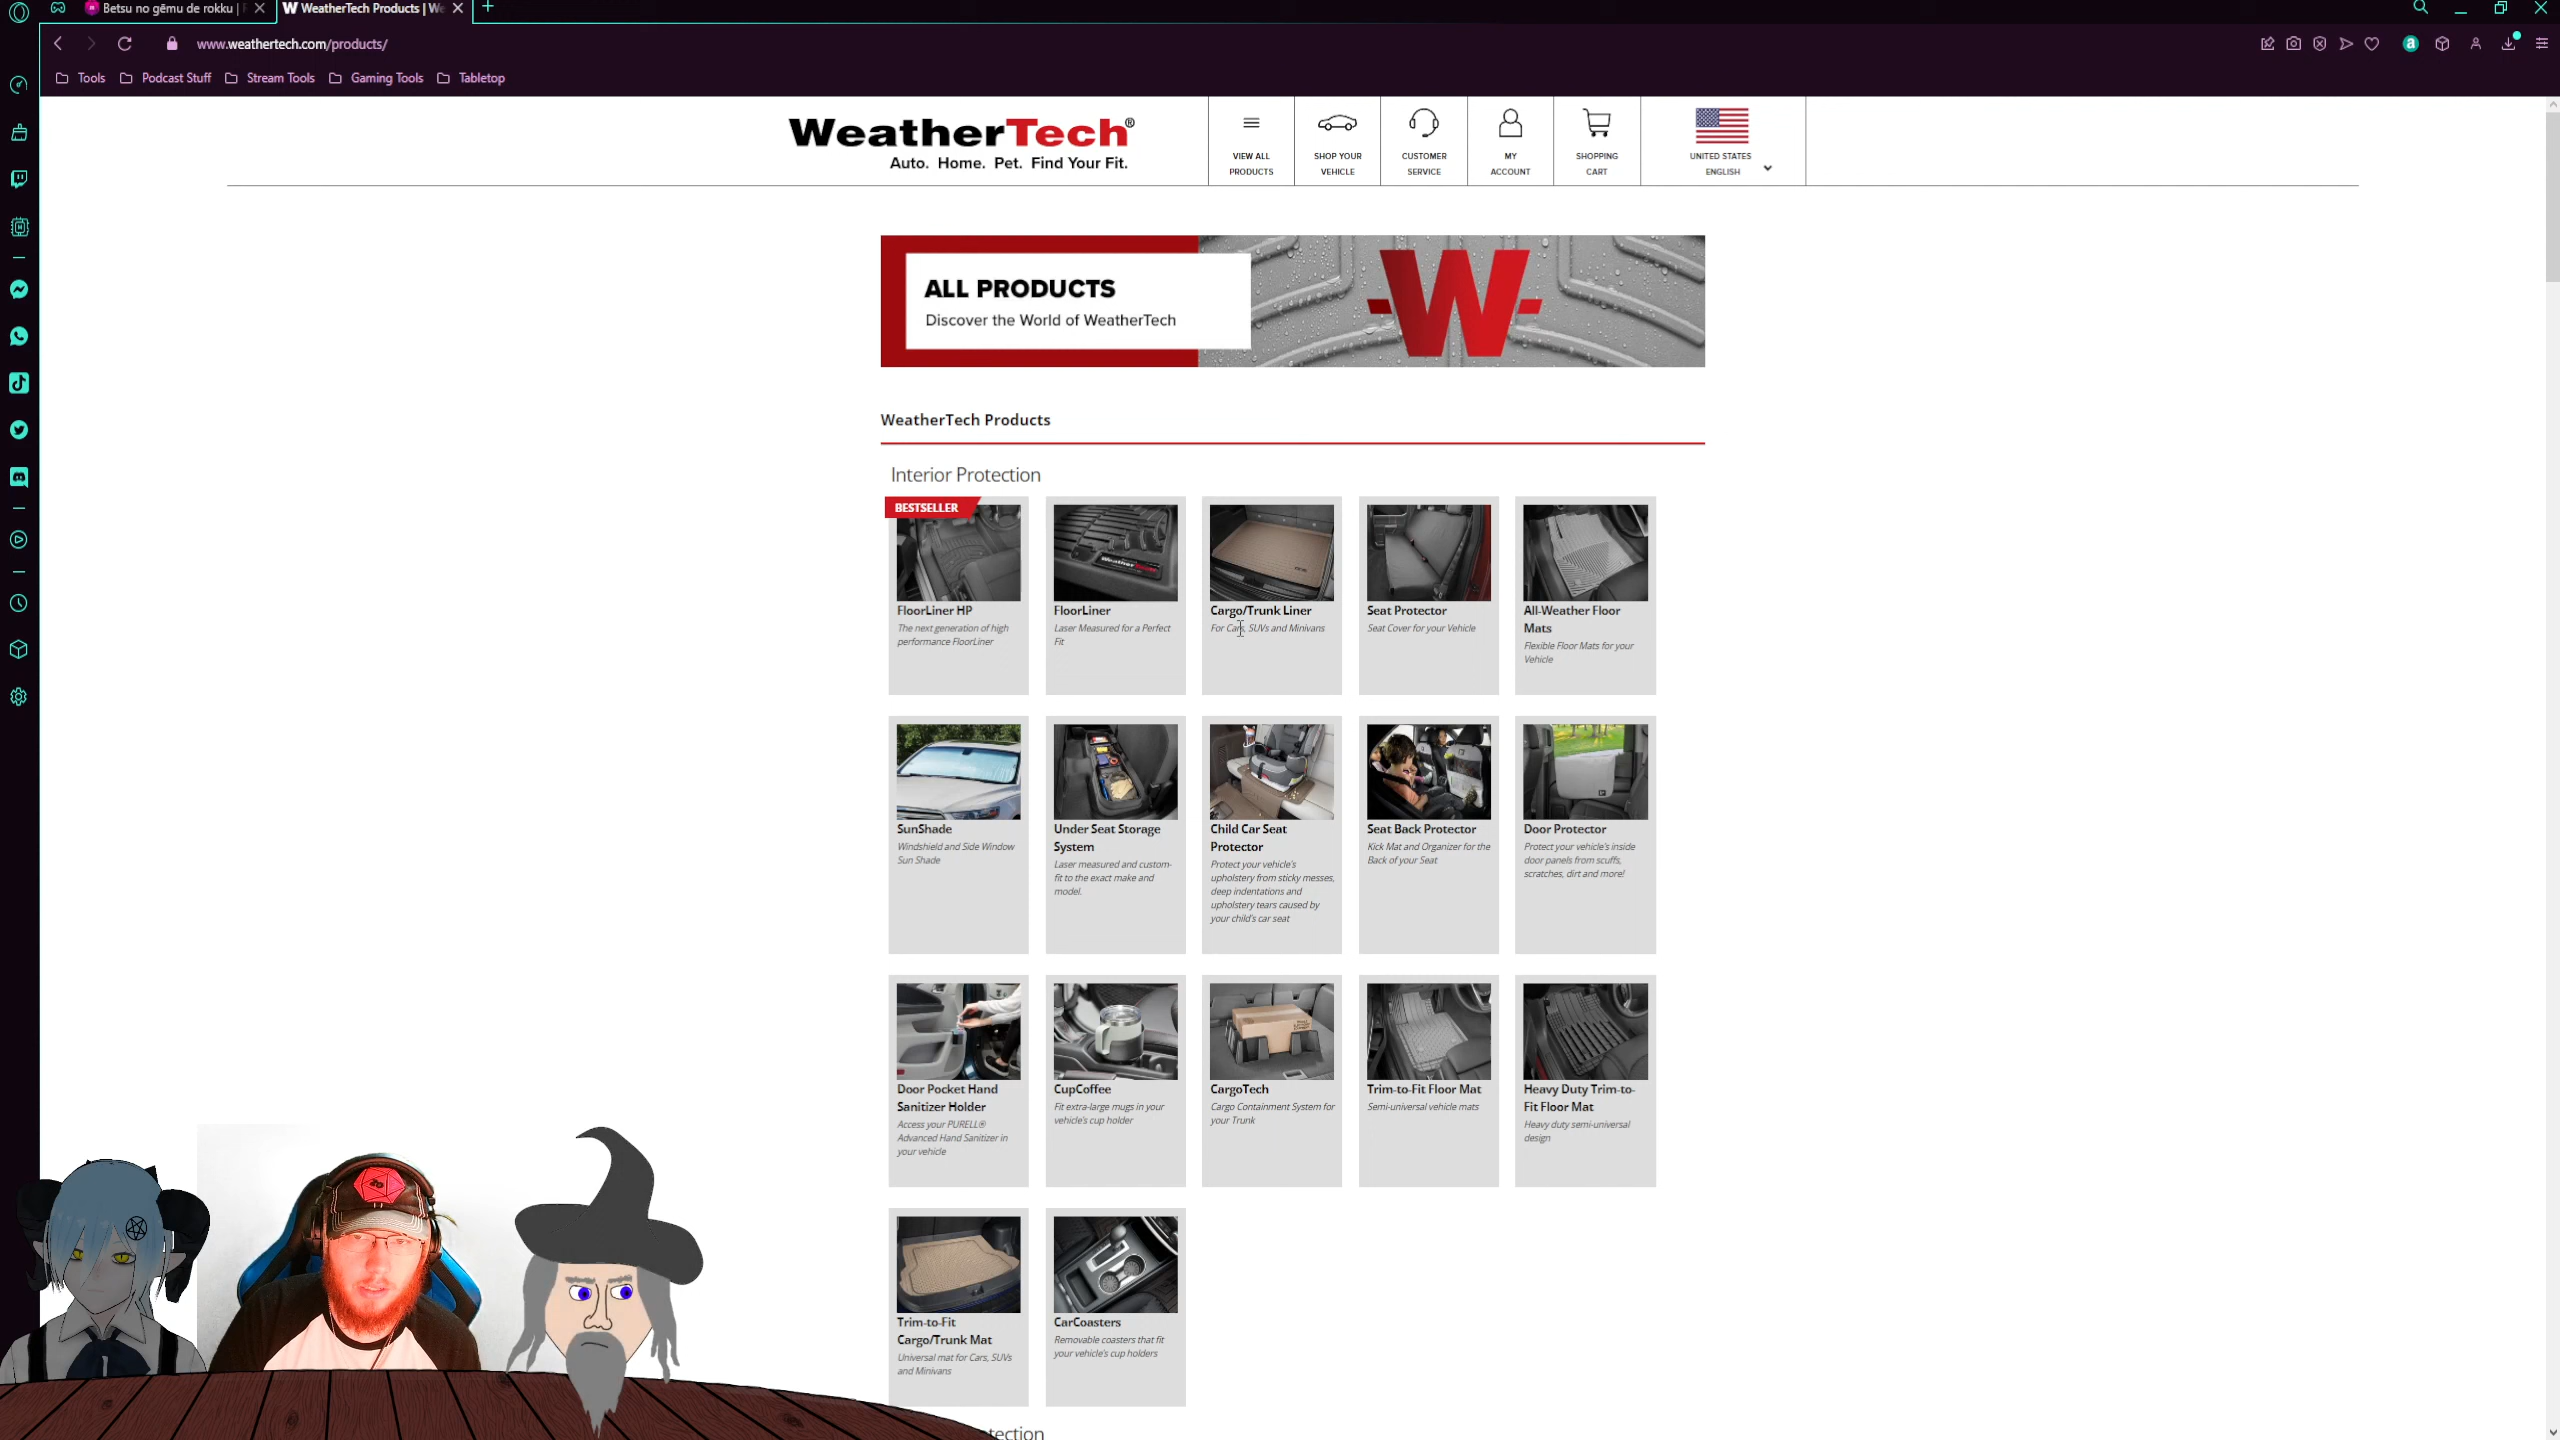 Betsu no gēmu de rokku |
WeatherTech Products | We
www.weathertech.com/products/
Tools
Podcast Stuff
Stream Tools
Gaming Tools
Tabletop
WeatherTech®
Auto. Home. Pet. Find Your Fit.
VIEW ALL
PRODUCTS
SHOP YOUR
VEHICLE
CUSTOMER
SERVICE
MY
ACCOUNT
SHOPPING
CART
UNITED STATES
ENGLISH
ALL PRODUCTS
Discover the World of WeatherTech
W
WeatherTech Products
Interior Protection
BESTSELLER
FloorLiner HP
The next generation of high
performance FloorLiner
FloorLiner
Laser Measured for a Perfect
Fit
Cargo/Trunk Liner
For Cars, SUVs and Minivans
Seat Protector
Seat Cover for your Vehicle
All-Weather Floor
Mats
Flexible Floor Mats for your
Vehicle
SunShade
Windshield and Side Window
Sun Shade
Under Seat Storage
System
Laser measured and custom-
fit to the exact make and
model.
Child Car Seat
Protector
Protect your vehicle's
upholstery from sticky messes,
deep indentations and
upholstery tears caused by
your child's car seat
Seat Back Protector
Kick Mat and Organizer for the
Back of your Seat
Door Protector
Protect your vehicle's inside
door panels from scuffs,
scratches, dirt and more!
Door Pocket Hand
Sanitizer Holder
Access your PURELL®
Advanced Hand Sanitizer in
your vehicle
CupCoffee
Fit extra-large mugs in your
vehicle's cup holder
CargoTech
Cargo Containment System for
your Trunk
Trim-to-Fit Floor Mat
Semi-universal vehicle mats
Heavy Duty Trim-to-
Fit Floor Mat
Heavy duty semi-universal
design
Trim-to-Fit
Cargo/Trunk Mat
Universal mat for Cars, SUVs
and Minivans
CarCoasters
Removable coasters that fit
your vehicle's cup holders
tection
20